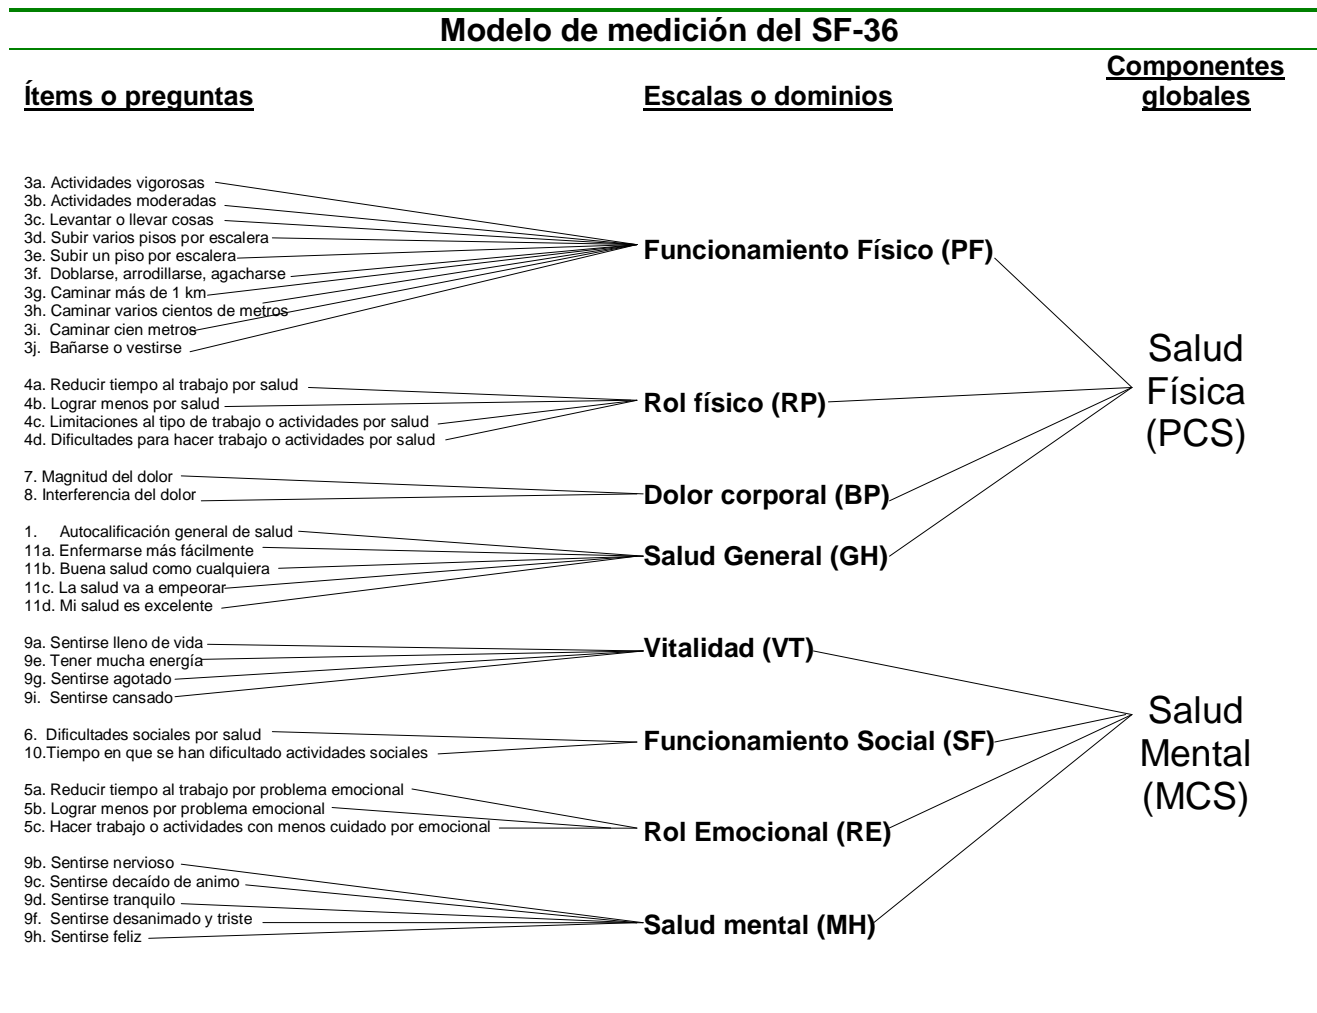 Modelo de medición del SF-36
Ítems o preguntas
Escalas o dominios
Componentes
globales
3a. Actividades vigorosas
3b. Actividades moderadas
3c. Levantar o llevar cosas
3d. Subir varios pisos por escalera
3e. Subir un piso por escalera
3f. Doblarse, arrodillarse, agacharse
3g. Caminar más de 1 km
3h. Caminar varios cientos de metros
3i. Caminar cien metros
3j. Bañarse o vestirse
Funcionamiento Físico (PF)
4a. Reducir tiempo al trabajo por salud
4b. Lograr menos por salud
4c. Limitaciones al tipo de trabajo o actividades por salud
4d. Dificultades para hacer trabajo o actividades por salud
Rol físico (RP)
7. Magnitud del dolor
8. Interferencia del dolor
Dolor corporal (BP)
1. Autocalificación general de salud
11a. Enfermarse más fácilmente
11b. Buena salud como cualquiera
11c. La salud va a empeorar
11d. Mi salud es excelente
Salud General (GH)
Salud
Física
(PCS)
9a. Sentirse lleno de vida
9e. Tener mucha energía
9g. Sentirse agotado
9i. Sentirse cansado
Vitalidad (VT)
6. Dificultades sociales por salud
10.Tiempo en que se han dificultado actividades sociales
Funcionamiento Social (SF)
5a. Reducir tiempo al trabajo por problema emocional
5b. Lograr menos por problema emocional
5c. Hacer trabajo o actividades con menos cuidado por emocional
Rol Emocional (RE)
9b. Sentirse nervioso
9c. Sentirse decaído de animo
9d. Sentirse tranquilo
9f. Sentirse desanimado y triste
9h. Sentirse feliz
Salud mental (MH)
Salud
Mental
(MCS)